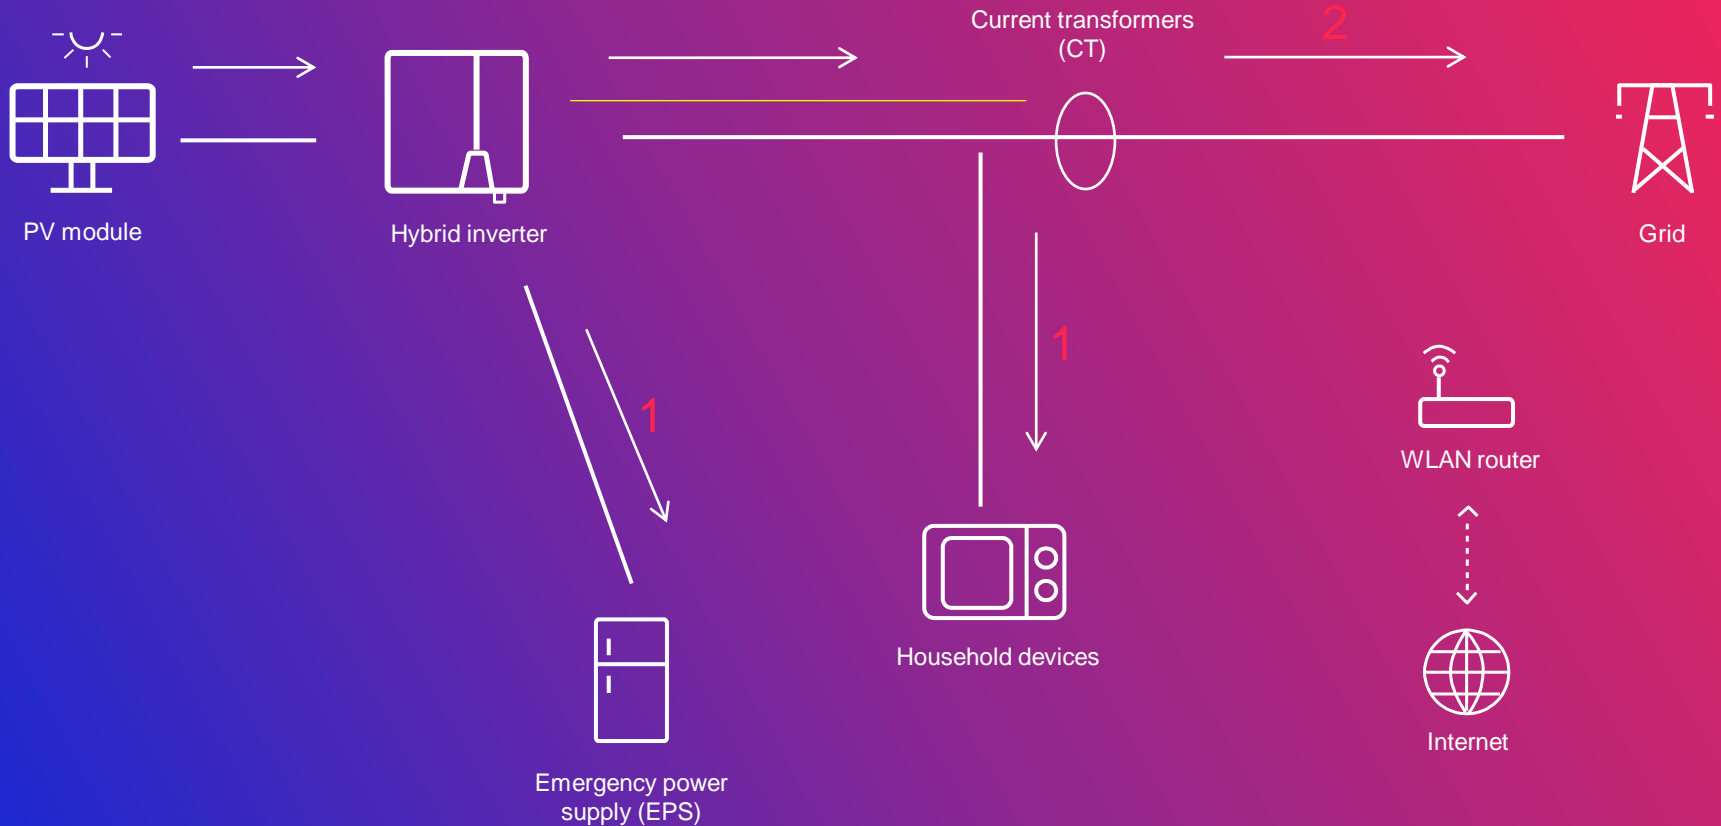 Current transformers
(CT)
2
PV module
Hybrid inverter
Grid
1
1
WLAN router
Household devices
Internet
Emergency power
supply (EPS)